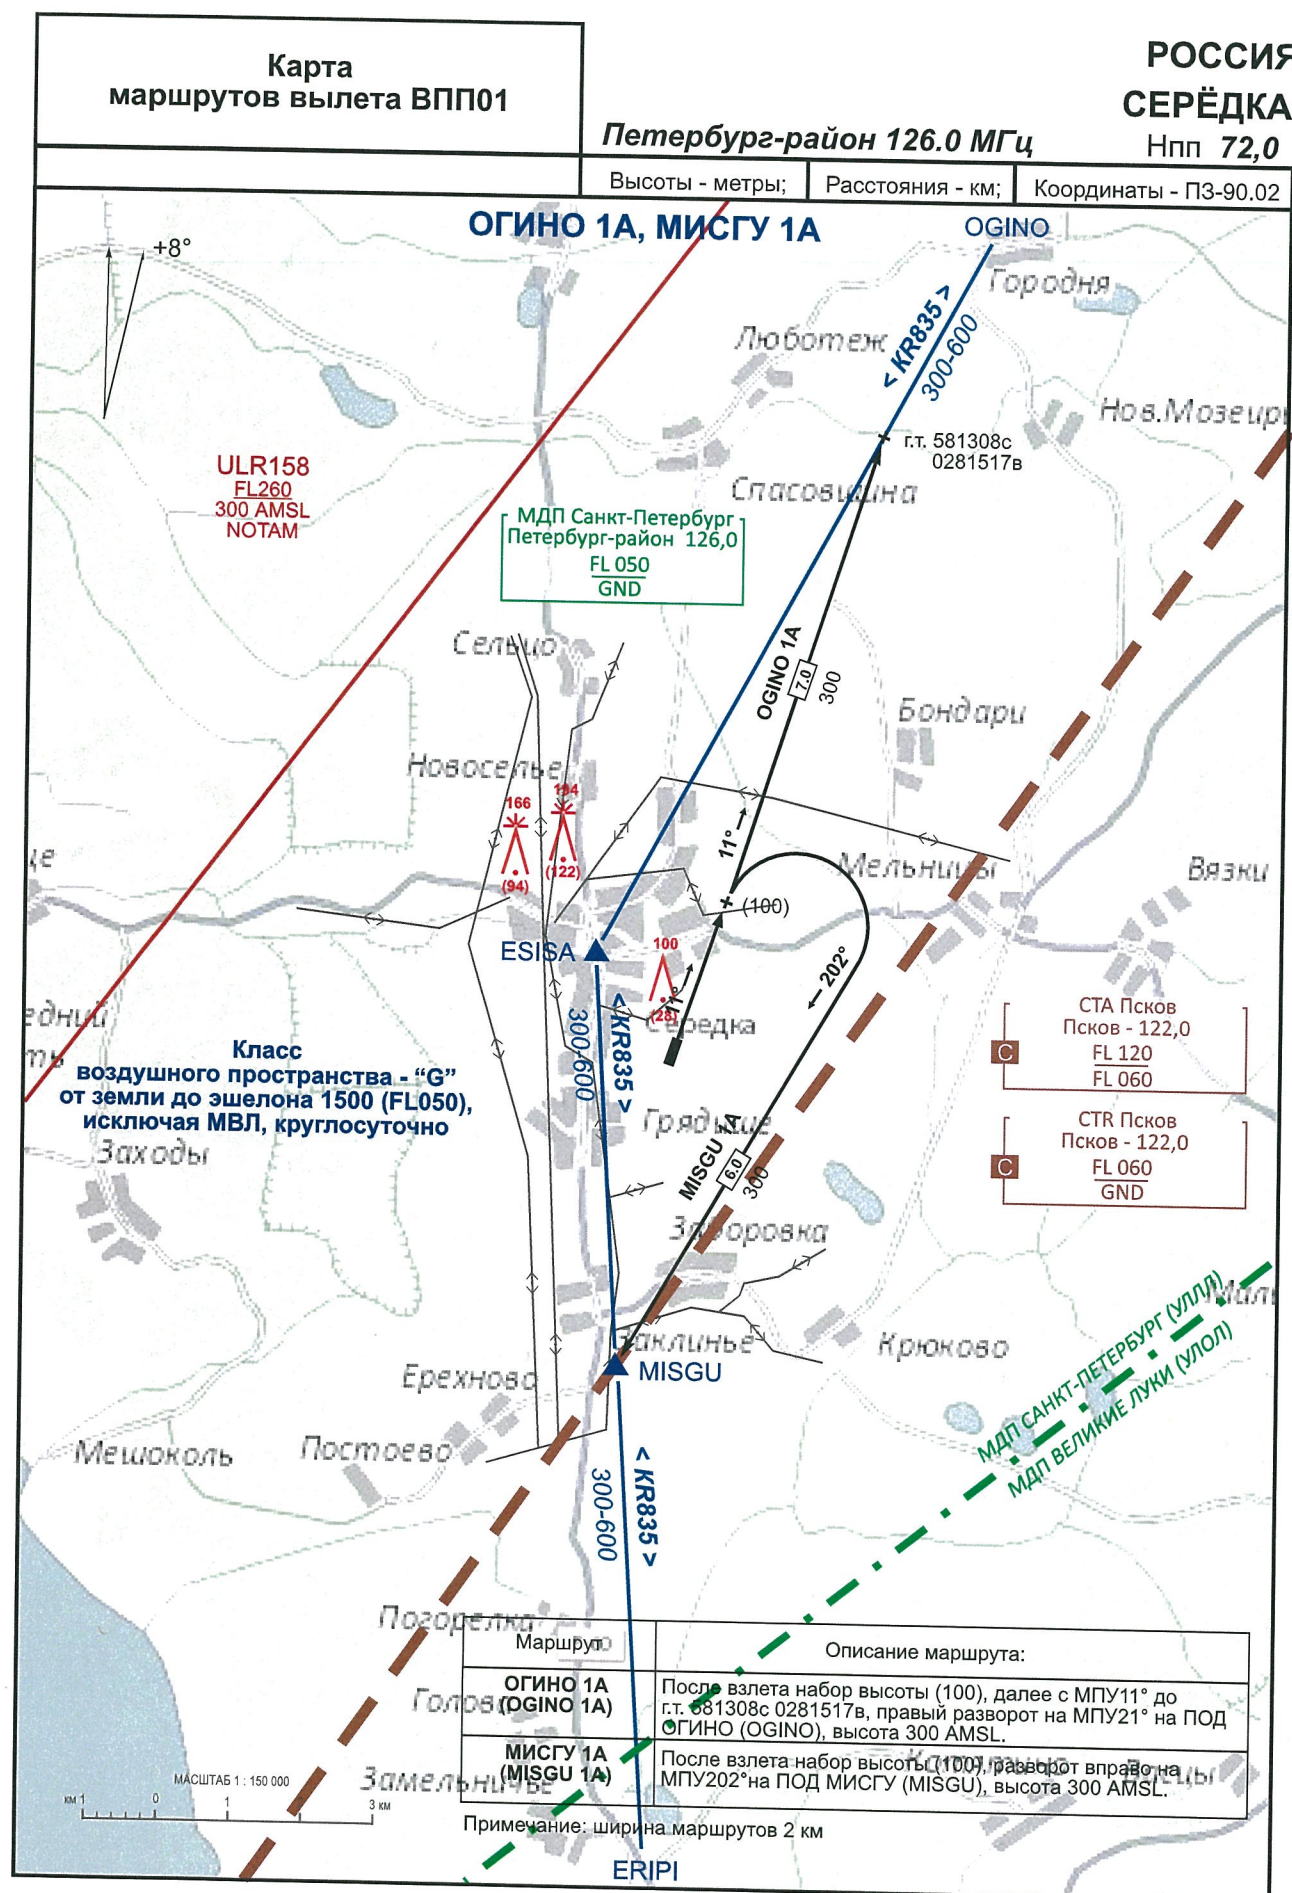 Карта
маршрутов вылета ВПП01
РОССИЯ
СЕРЁДКА
Петербург-район 126.0 МГц
Нпп 72,0
Высоты - метры;
Расстояния - км;
Координаты - ПЗ-90.02
ОГИНО 1А, МИСГУ 1А
OGINO
+8°
Городня
< KR835 >
300-600
Люботеж
Нов.Мозеир
г.т. 581308с
0281517в
ULR158
FL260
300 AMSL
NOTAM
Спасовщина
МДП Санкт-Петербург
Петербург-район 126,0
FL 050
GND
Сельцо
OGINO 1A
7.0
300
Бондари
Новоселье
166
(94)
194
(122)
11°
Мельницы
Вязки
це
(100)
ESISA
100
(28)
11°
202°
Середка
едний
ть
< KR835 >
300-600
СТА Псков
Псков - 122,0
C
FL 120
FL 060
Класс
воздушного пространства - “G”
от земли до эшелона 1500 (FL050),
исключая МВЛ, круглосуточно
Грядище
CTR Псков
Псков - 122,0
C
FL 060
GND
Заходы
MISGU 1A
6.0
300
Заборовка
Мали
Заклинье
Крюково
MISGU
МДП САНКТ-ПЕТЕРБУРГ (УЛЛЛ)
МДП ВЕЛИКИЕ ЛУКИ (УЛОЛ)
Ерехново
Мешоколь
Постоево
< KR835 >
300-600
Погорелка
Маршрут
Описание маршрута:
ОГИНО 1А
(OGINO 1A)
После взлета набор высоты (100), далее с МПУ11° до
г.т. 581308с 0281517в, правый разворот на МПУ21° на ПОД
ОГИНО (OGINO), высота 300 AMSL.
МИСГУ 1А
(MISGU 1A)
После взлета набор высоты (100), разворот вправо на
МПУ202°на ПОД МИСГУ (MISGU), высота 300 AMSL.
Замельничье
МАСШТАБ 1 : 150 000
км 1 0 1 3 км
Примечание: ширина маршрутов 2 км
ERIPI